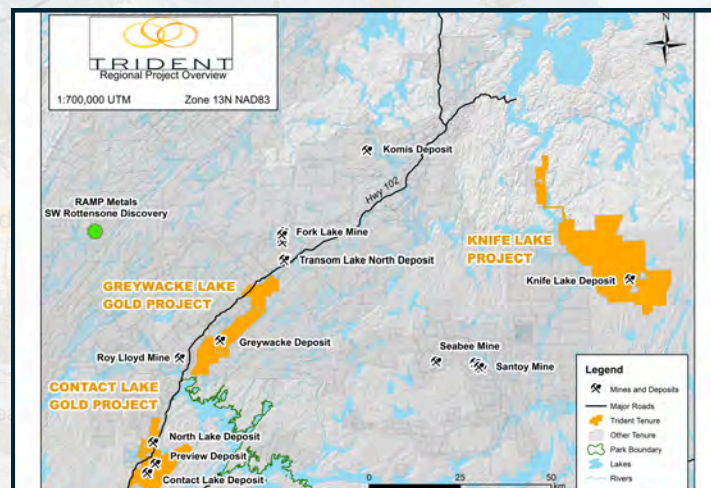 TRIDENT
Regional Project Overview
1:700,000 UTM Zone 13N NAD83
N
Komis Deposit
Hwy 102
RAMP Metals
SW Rottensone Discovery
Fork Lake Mine
Transom Lake North Deposit
KNIFE LAKE
PROJECT
Knife Lake Deposit
GREYWACKE LAKE
GOLD PROJECT
Greywacke Deposit
Roy Lloyd Mine
Seabee Mine
Santoy Mine
CONTACT LAKE
GOLD PROJECT
North Lake Deposit
Preview Deposit
Contact Lake Deposit
Legend
Mines and Deposits
Major Roads
Trident Tenure
Other Tenure
Park Boundary
Lakes
Rivers
0 50
km